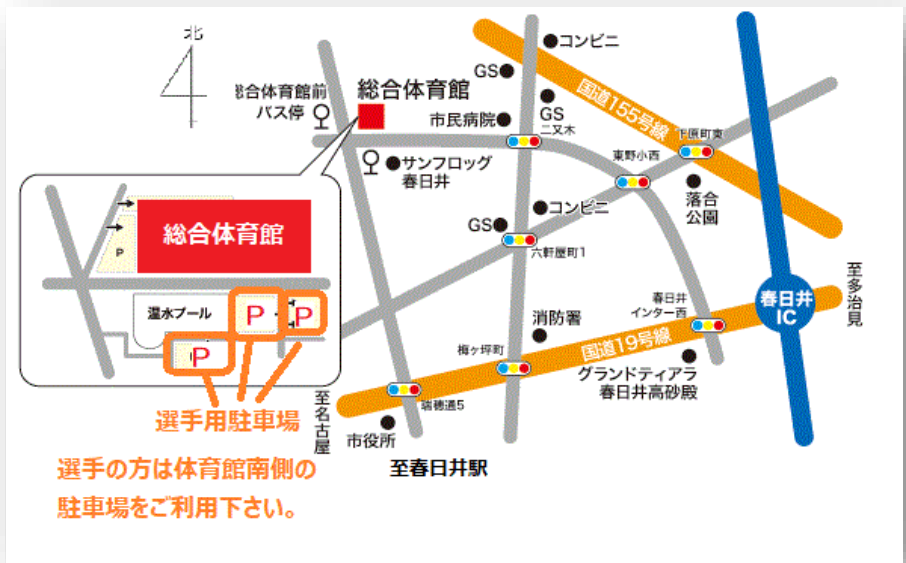 北
総合体育館前
バス停
総合体育館
コンビニ
GS
国道155号線
GS
市民病院
二又木
下原町東
東野小西
サンフロッグ
春日井
落合
公園
コンビニ
GS
六軒屋町1
総合体育館
P
温水プール
P
P
P
選手用駐車場
選手の方は体育館南側の
駐車場をご利用下さい。
消防署
春日井
インター西
春日井
IC
至多治見
梅ヶ坪町
国道19号線
グランドティアラ
春日井高砂殿
至名古屋
瑞穂通5
市役所
至春日井駅